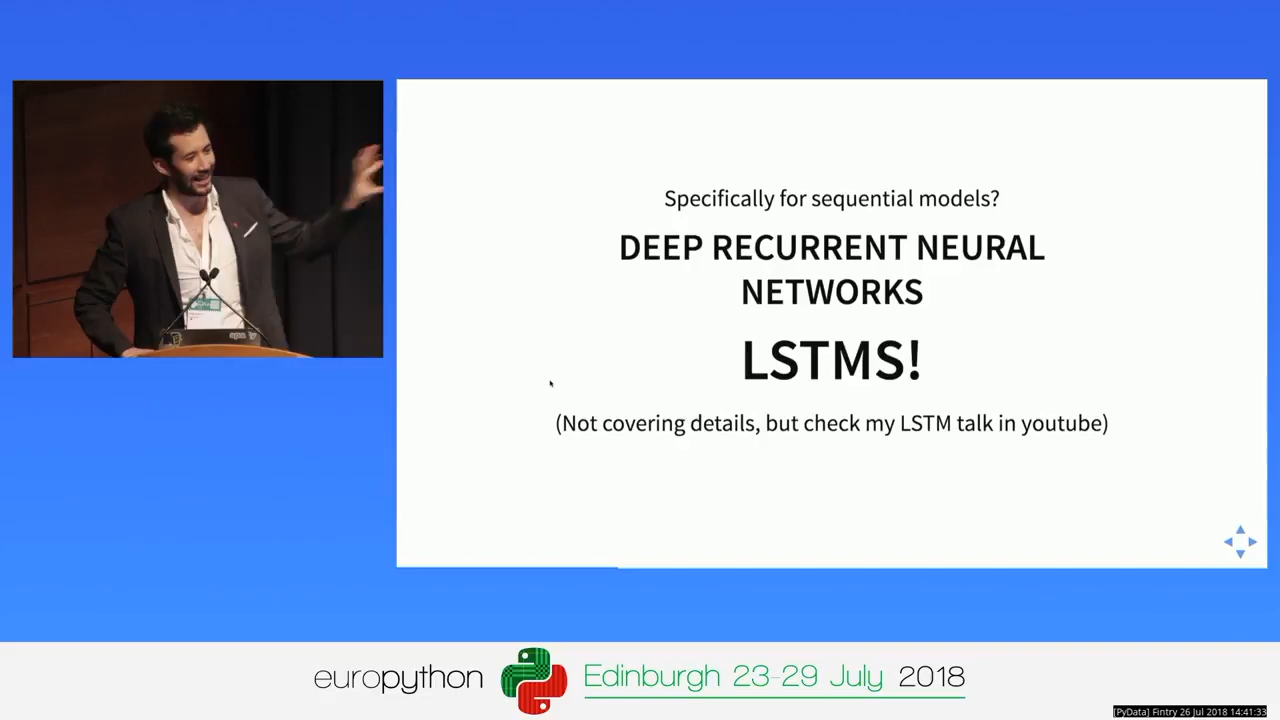 Specifically for sequential models?
DEEP RECURRENT NEURAL
NETWORKS
LSTMS!
(Not covering details, but check my LSTM talk in youtube)
europython Edinburgh 23-29 July 2018
[PyData] Fintry 26 Jul 2018 14:41:33